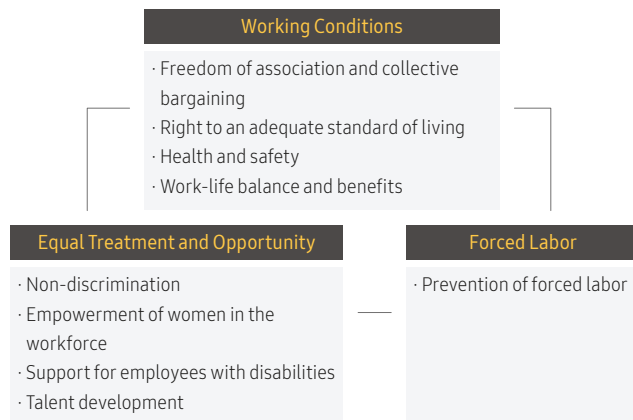 Working Conditions
· Freedom of association and collective
bargaining
· Right to an adequate standard of living
· Health and safety
· Work-life balance and benefits
Equal Treatment and Opportunity
· Non-discrimination
· Empowerment of women in the
workforce
· Support for employees with disabilities
· Talent development
Forced Labor
· Prevention of forced labor